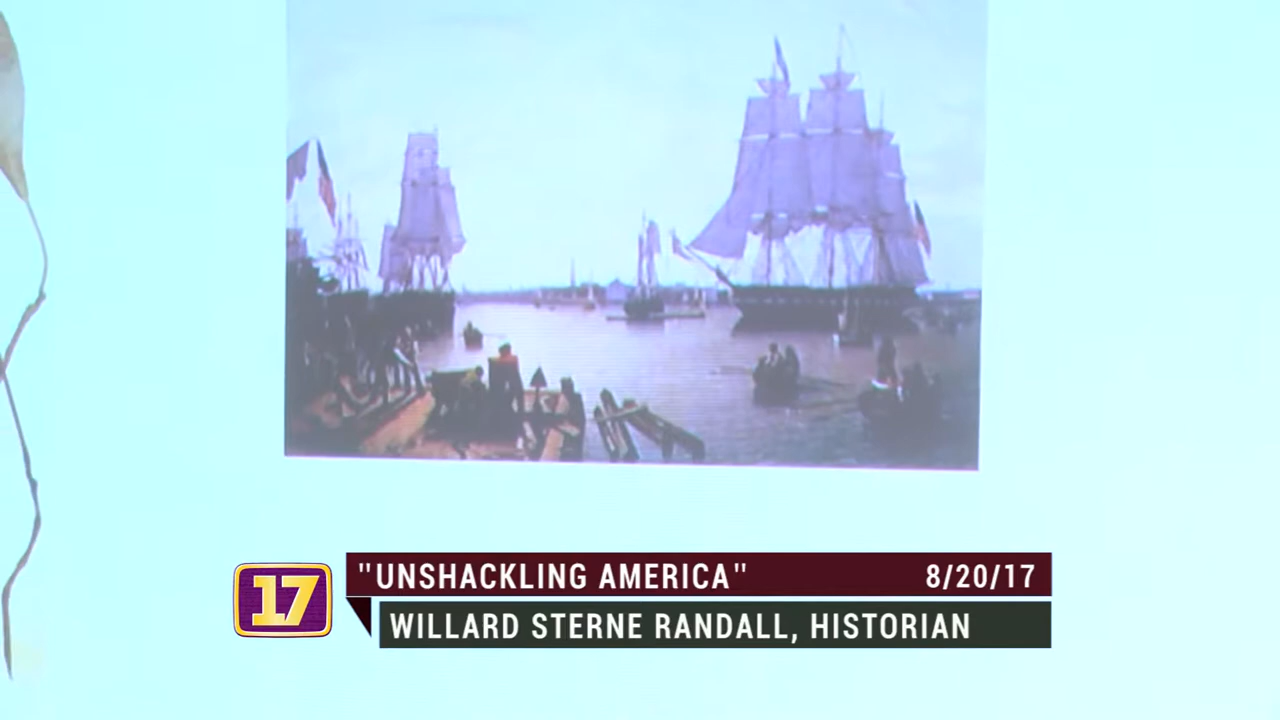 "UNSHACKLING AMERICA" 8/20/17
17
WILLARD STERNE RANDALL, HISTORIAN